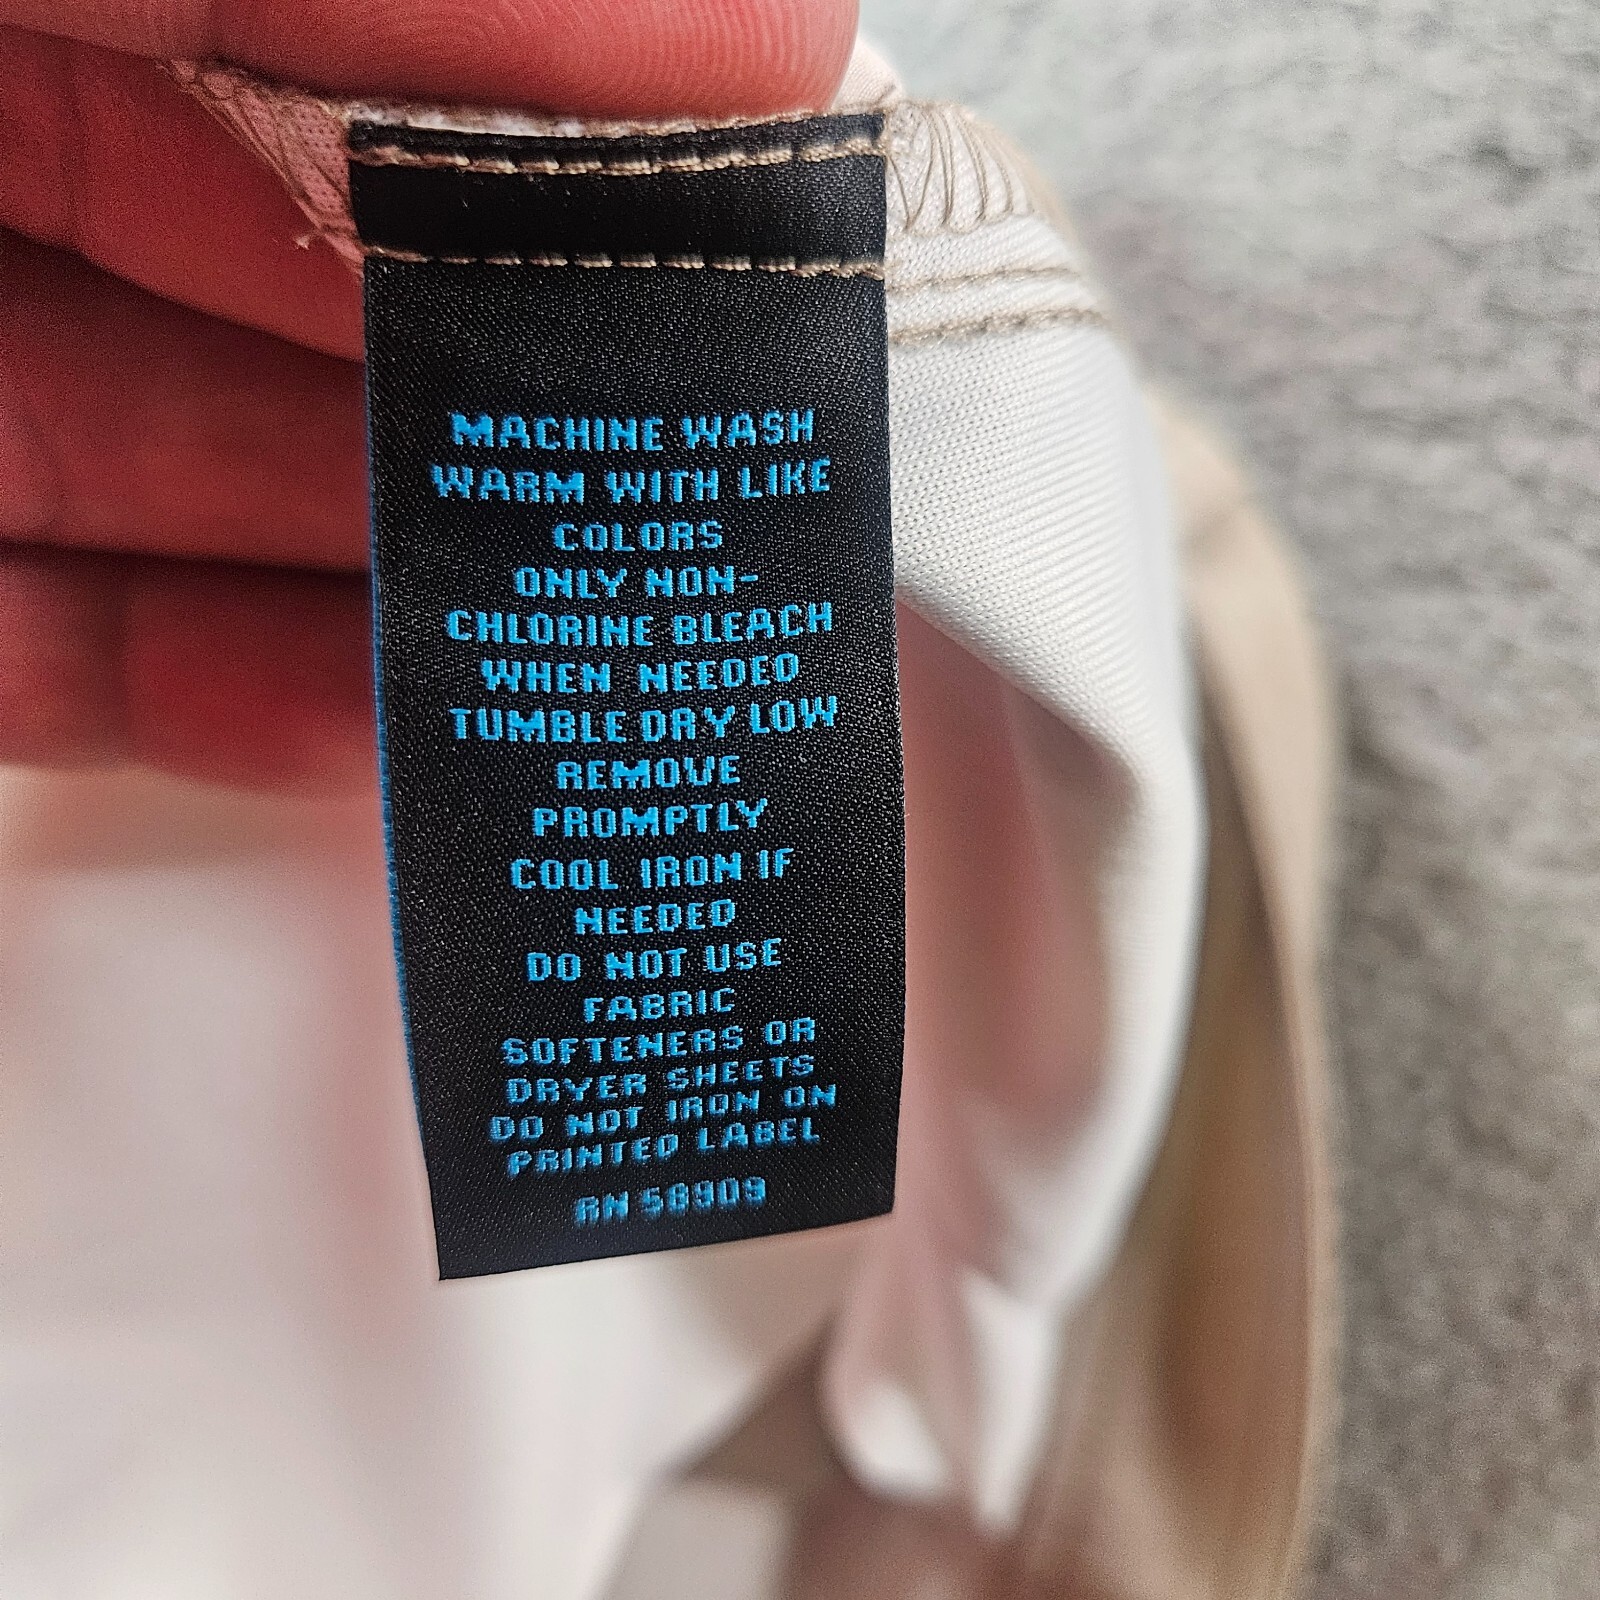 MACHINE WASH
WARM WITH LIKE
COLORS
ONLY NON-
CHLORINE BLEACH
WHEN NEEDED
TUMBLE DRY LOW
REMOVE
PROMPTLY
COOL IRON IF
NEEDED
DO NOT USE
FABRIC
SOFTENERS OR
DRYER SHEETS
DO NOT IRON ON
PRINTED LABEL
RN 58909